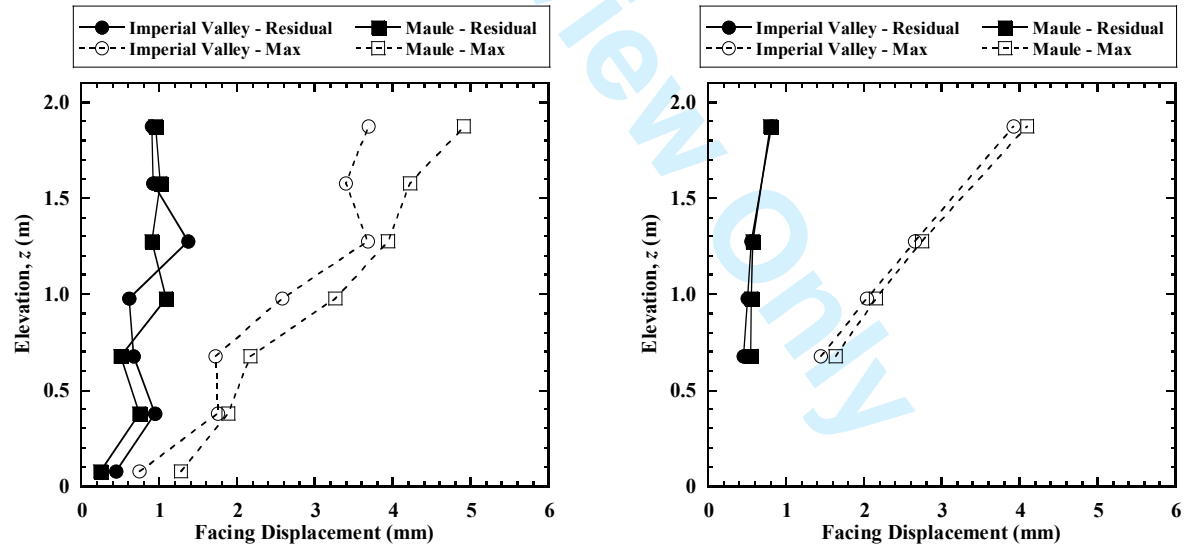 Imperial Valley - Residual Maule - Residual
Imperial Valley - Max Maule - Max
2.0
1.5
1.0
0.5
0
Elevation, z (m)
0 1 2 3 4 5 6
Facing Displacement (mm)
Imperial Valley - Residual Maule - Residual
Imperial Valley - Max Maule - Max
2.0
1.5
1.0
0.5
0
Elevation, z (m)
0 1 2 3 4 5 6
Facing Displacement (mm)
view Only